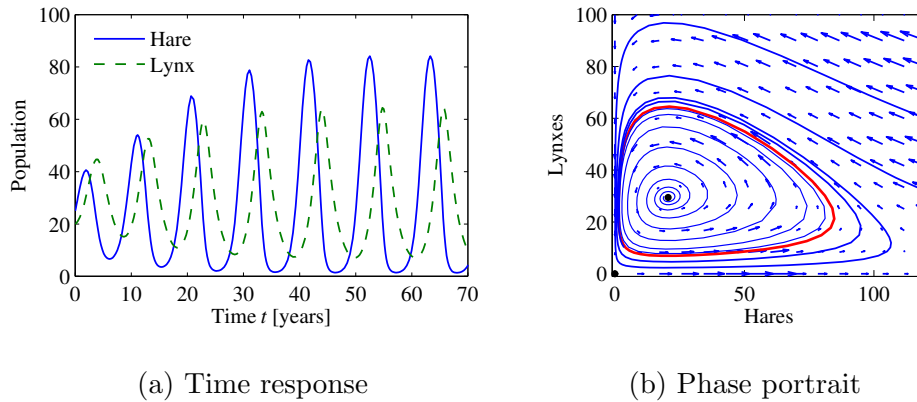 100
80
60
40
20
0
Population
Hare
Lynx
0 10 20 30 40 50 60 70
Time t [years]
(a) Time response
100
80
60
40
20
0
Lynxes
0 50 100
Hares
(b) Phase portrait